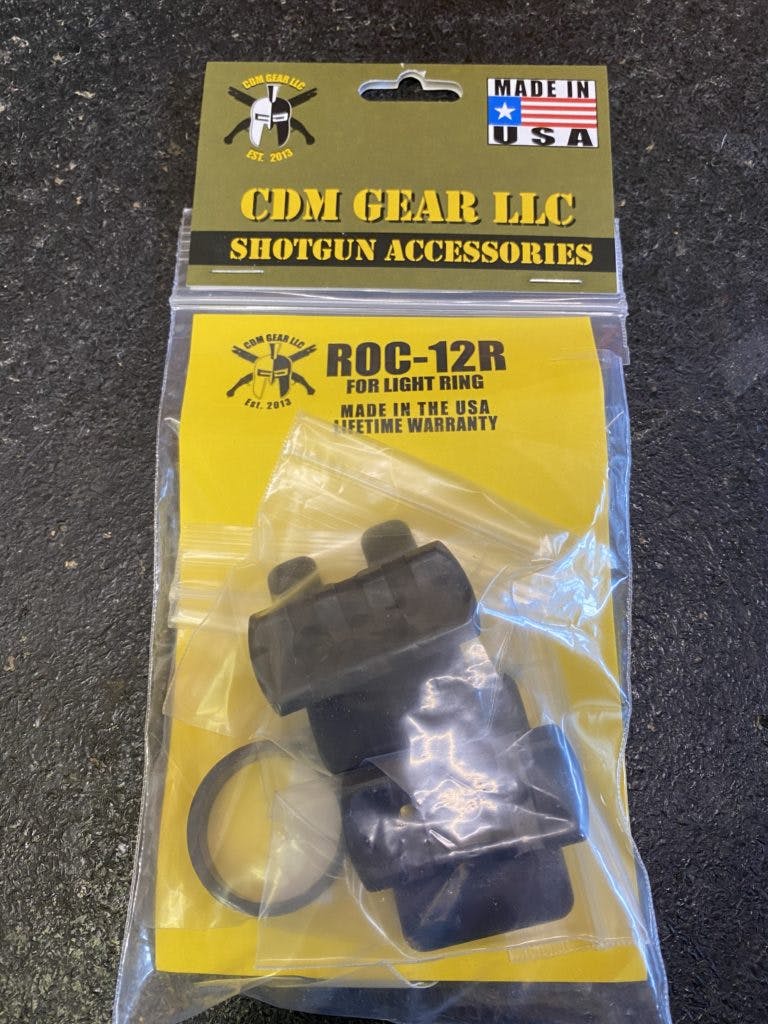 CDM GEAR LLC
EST. 2013
MADE IN
USA
CDM GEAR LLC
SHOTGUN ACCESSORIES
CDM GEAR LLC
Est. 2013
ROC-12R
FOR LIGHT RING
MADE IN THE USA
LIFETIME WARRANTY